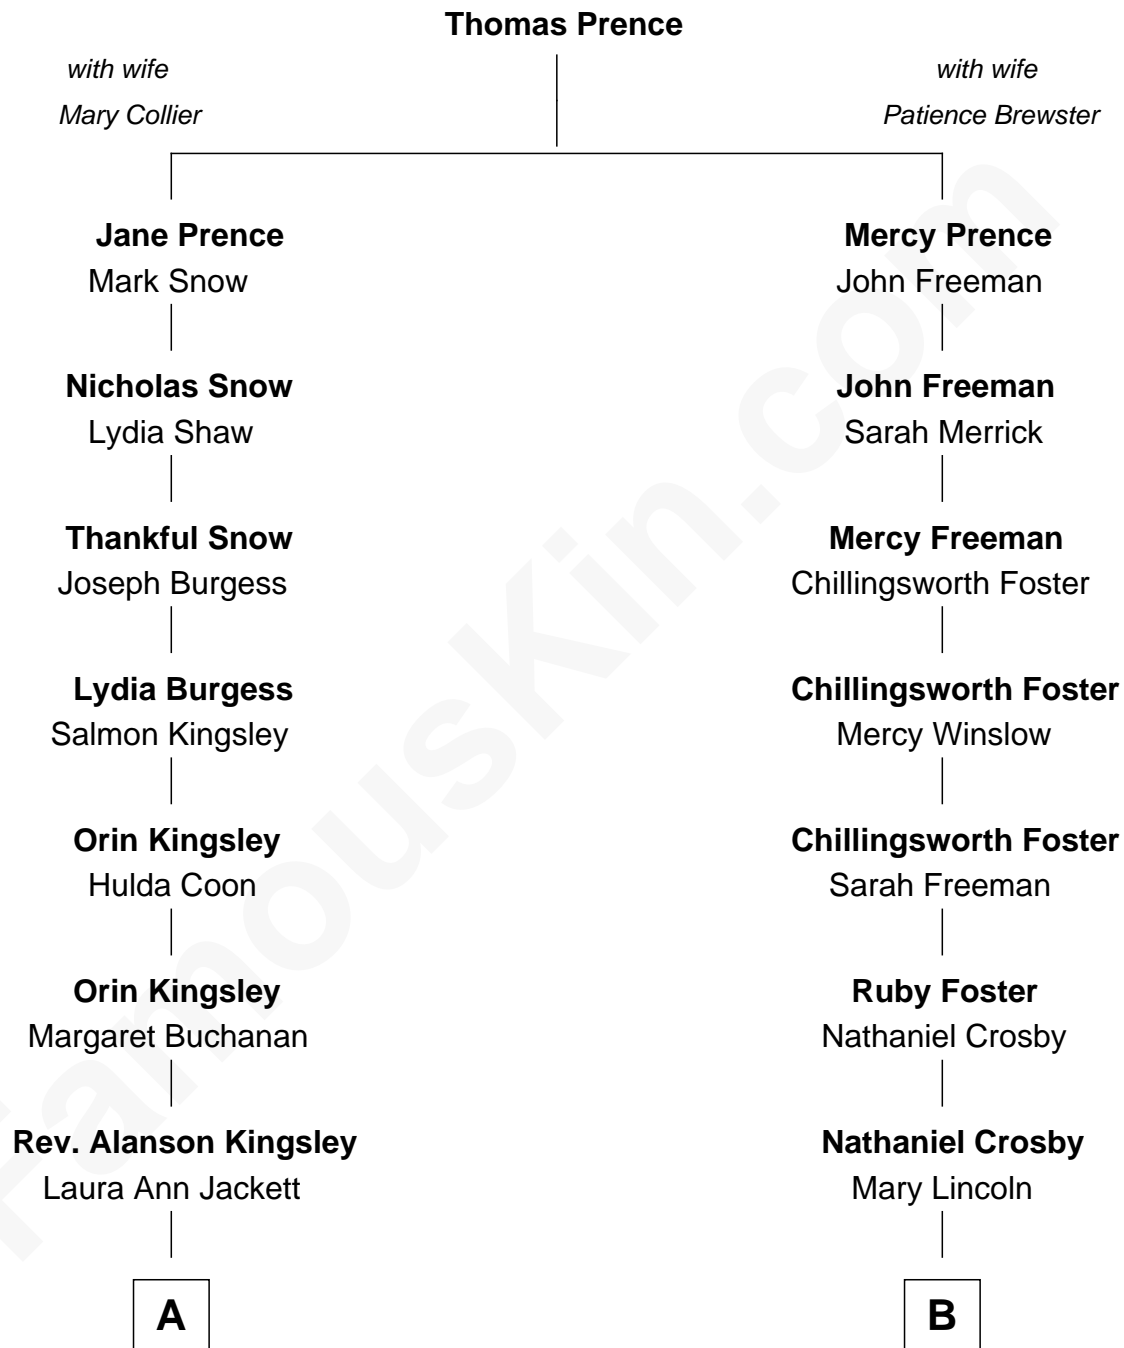 Thomas Prence
with wife
Mary Collier
with wife
Patience Brewster
Jane Prence
Mark Snow
Mercy Prence
John Freeman
Nicholas Snow
Lydia Shaw
John Freeman
Sarah Merrick
Thankful Snow
Joseph Burgess
Mercy Freeman
Chillingsworth Foster
Lydia Burgess
Salmon Kingsley
Chillingsworth Foster
Mercy Winslow
Orin Kingsley
Hulda Coon
Chillingsworth Foster
Sarah Freeman
Orin Kingsley
Margaret Buchanan
Ruby Foster
Nathaniel Crosby
Rev. Alanson Kingsley
Laura Ann Jackett
Nathaniel Crosby
Mary Lincoln
A
B
FamousKin.com